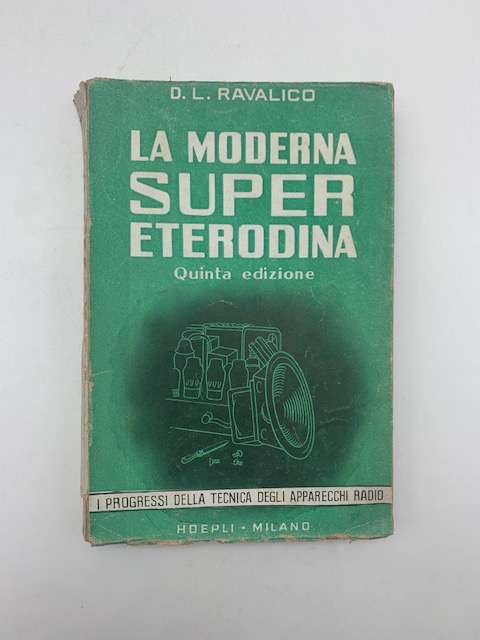 D. L. RAVALICO
LA MODERNA
SUPER
ETERODINA
Quinta edizione
I PROGRESSI DELLA TECNICA DEGLI APPARECCHI RADIO
HOEPLI - MILANO